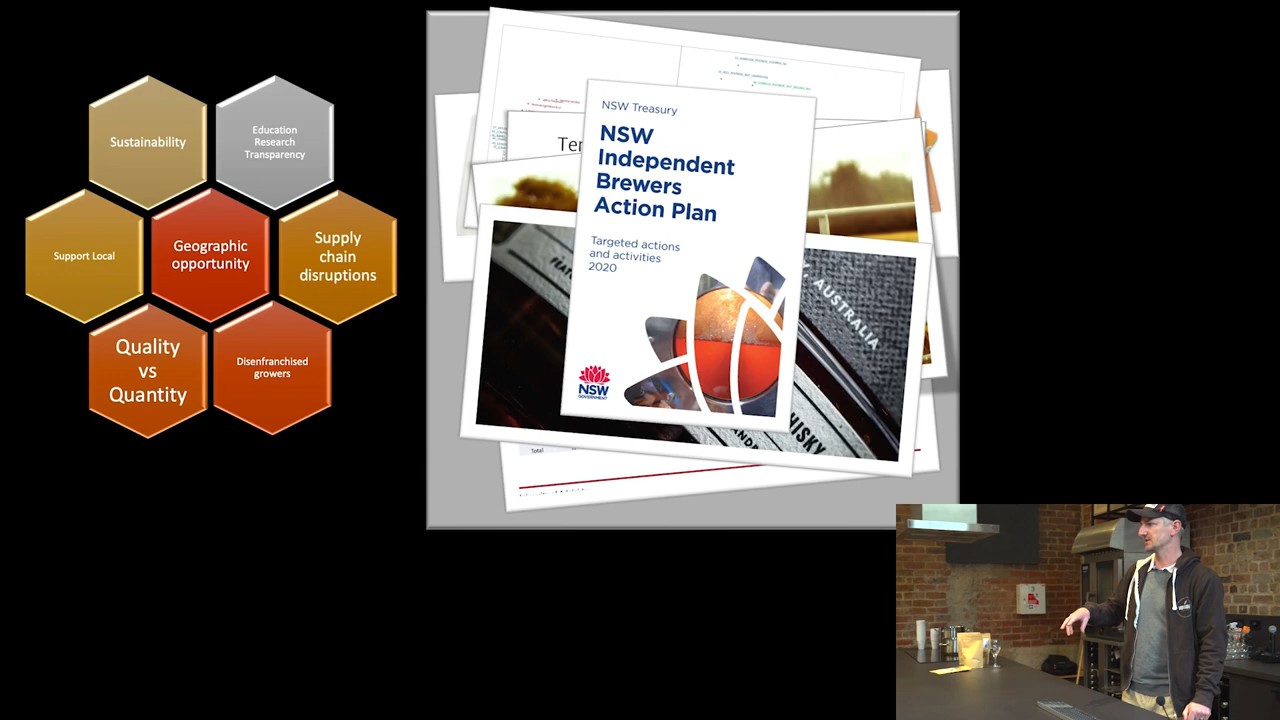 Sustainability
Education
Research
Transparency
Support Local
Geographic
opportunity
Supply
chain
disruptions
Quality
vs
Quantity
Disenfranchised
growers
NSW Treasury
NSW
Independent
Brewers
Action Plan
Targeted actions
and activities
2020
NSW
GOVERNMENT
Ter
AUSTRALIA
WHISKY
Total